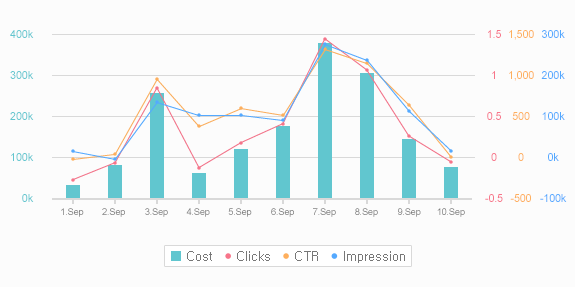 400k 1.5 1,500 300k
300k 1 1,000 200k
200k 0.5 500 100k
100k 0 0 0k
0k -0.5 -500 -100k
1.Sep 2.Sep 3.Sep 4.Sep 5.Sep 6.Sep 7.Sep 8.Sep 9.Sep 10.Sep
Cost Clicks CTR Impression